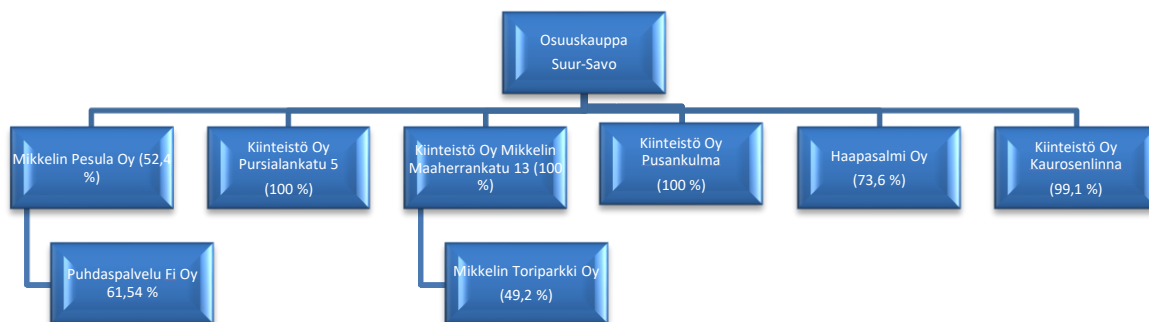 Osuuskauppa
Suur-Savo
Mikkelin Pesula Oy (52,4
%)
Kiinteistö Oy
Pursialankatu 5
(100 %)
Kiinteistö Oy Mikkelin
Maaherrankatu 13 (100
%)
Kiinteistö Oy
Pusankulma
(100 %)
Haapasalmi Oy
(73,6 %)
Kiinteistö Oy
Kaurosenlinna
(99,1 %)
Puhdaspalvelu Fi Oy
61,54 %
Mikkelin Toriparkki Oy
(49,2 %)